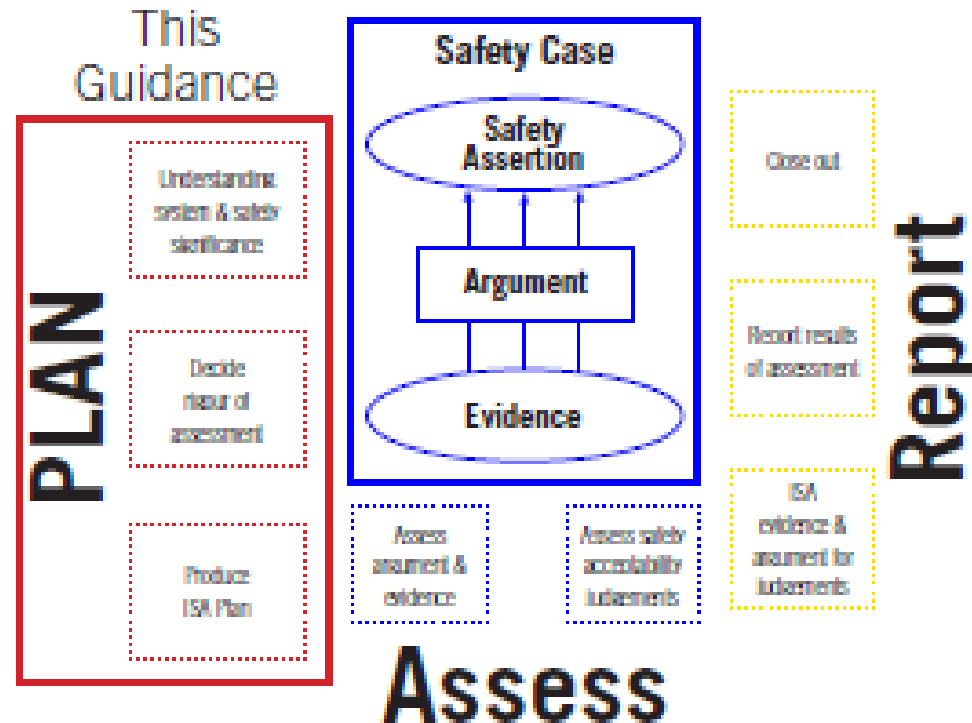 This
Guidance
PLAN
Understanding
system & safety
significance
Decide
rigour of
assessment
Produce
ISA Plan
Safety Case
Safety
Assertion
Argument
Evidence
Assess
argument &
evidence
Assess safety
acceptability
judgements
Assess
Close out
Report results
of assessment
ISA
evidence &
argument for
judgements
Report